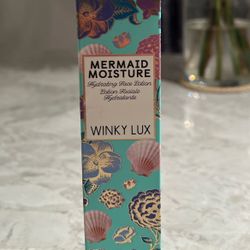 MERMAID
MOISTURE
Hydrating Face Lotion
Lotion Faciale
Hydratante
WINKY LUX